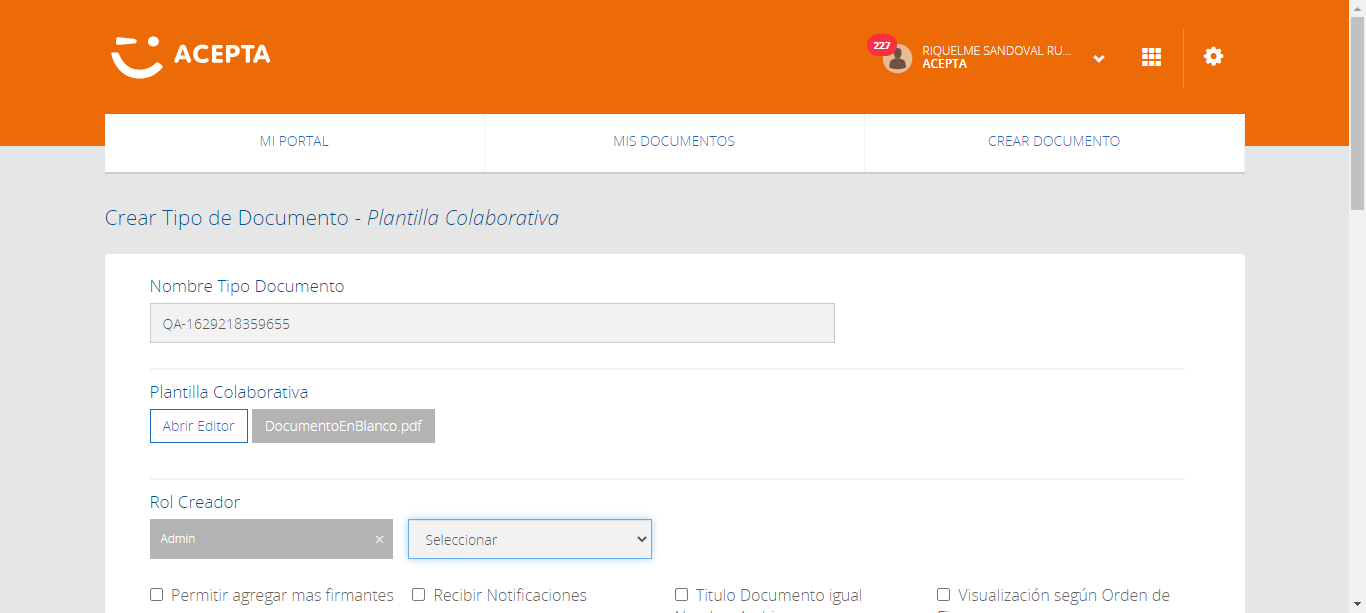 ACEPTA
227
RIQUELME SANDOVAL RU...
ACEPTA
MI PORTAL
MIS DOCUMENTOS
CREAR DOCUMENTO
Crear Tipo de Documento - Plantilla Colaborativa
Nombre Tipo Documento
QA-1629218359655
Plantilla Colaborativa
Abrir Editor
DocumentoEnBlanco.pdf
Rol Creador
Admin ×
Seleccionar
Permitir agregar mas firmantes
Recibir Notificaciones
Titulo Documento igual
Visualización según Orden de